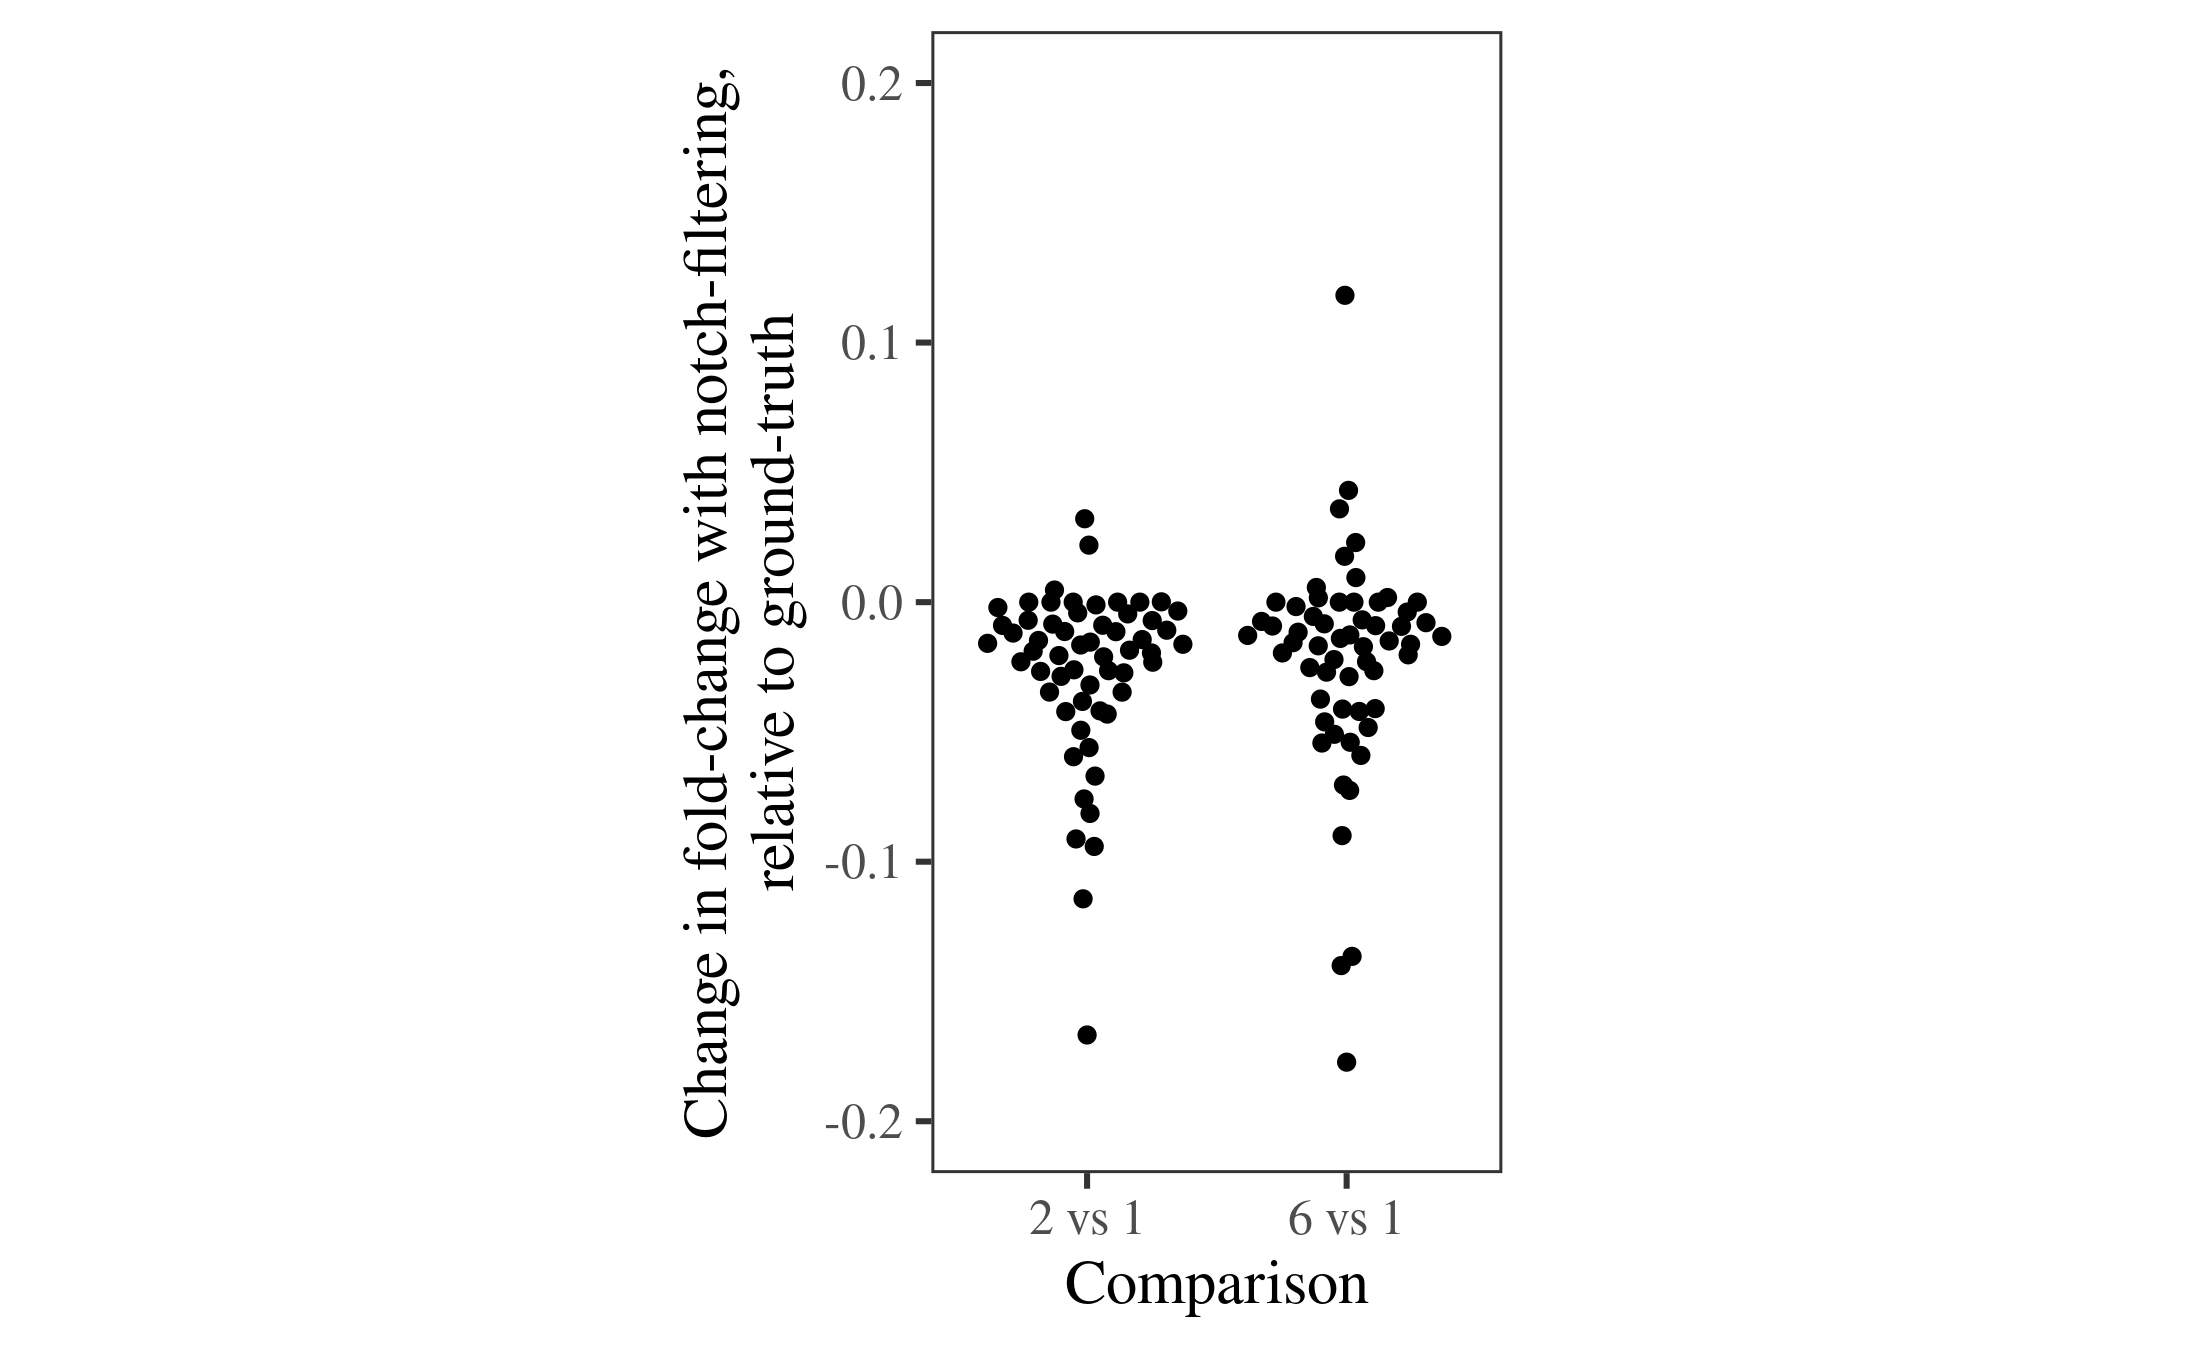 Change in fold-change with notch-filtering,
relative to ground-truth
0.2
0.1
0.0
-0.1
-0.2
2 vs 1
6 vs 1
Comparison